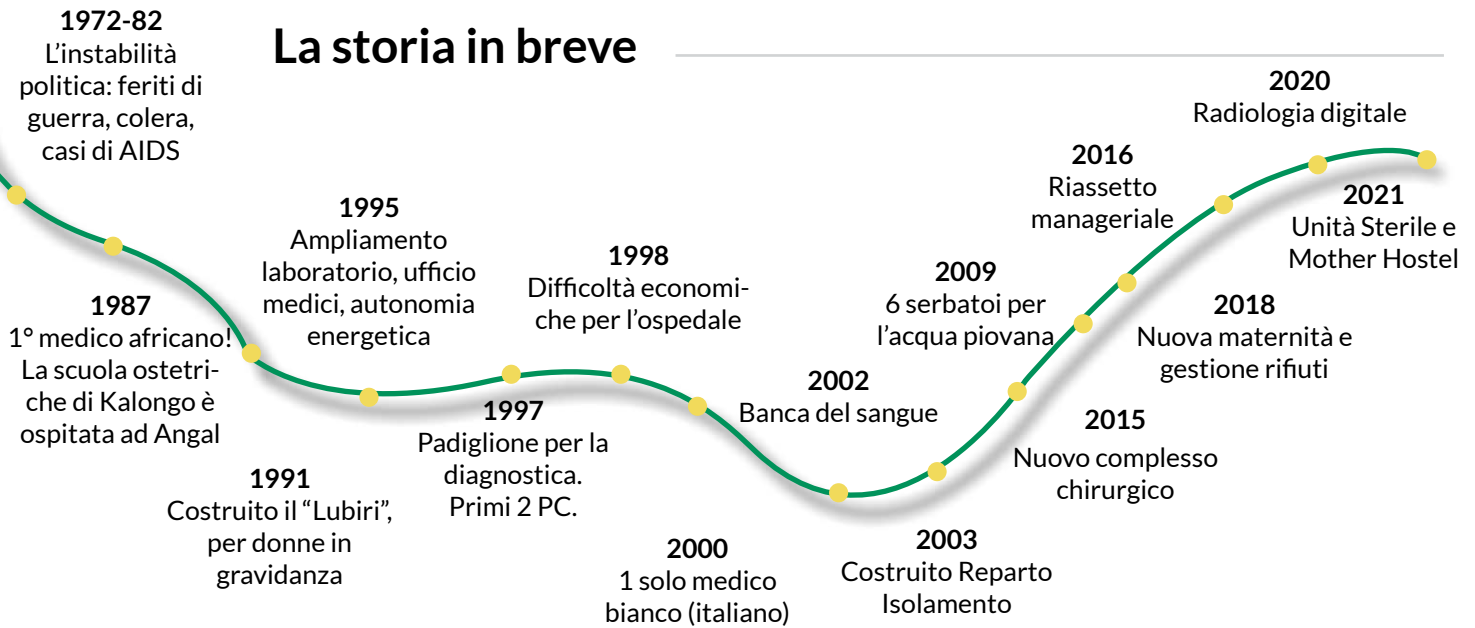 La storia in breve
1972-82
L’instabilità
politica: feriti di
guerra, colera,
casi di AIDS
1987
1° medico africano!
La scuola ostetri-
che di Kalongo è
ospitata ad Angal
1991
Costruito il “Lubiri”,
per donne in
gravidanza
1995
Ampliamento
laboratorio, ufficio
medici, autonomia
energetica
1997
Padiglione per la
diagnostica.
Primi 2 PC.
1998
Difficoltà economi-
che per l’ospedale
2000
1 solo medico
bianco (italiano)
2002
Banca del sangue
2003
Costruito Reparto
Isolamento
2009
6 serbatoi per
l’acqua piovana
2015
Nuovo complesso
chirurgico
2016
Riassetto
manageriale
2018
Nuova maternità e
gestione rifiuti
2020
Radiologia digitale
2021
Unità Sterile e
Mother Hostel